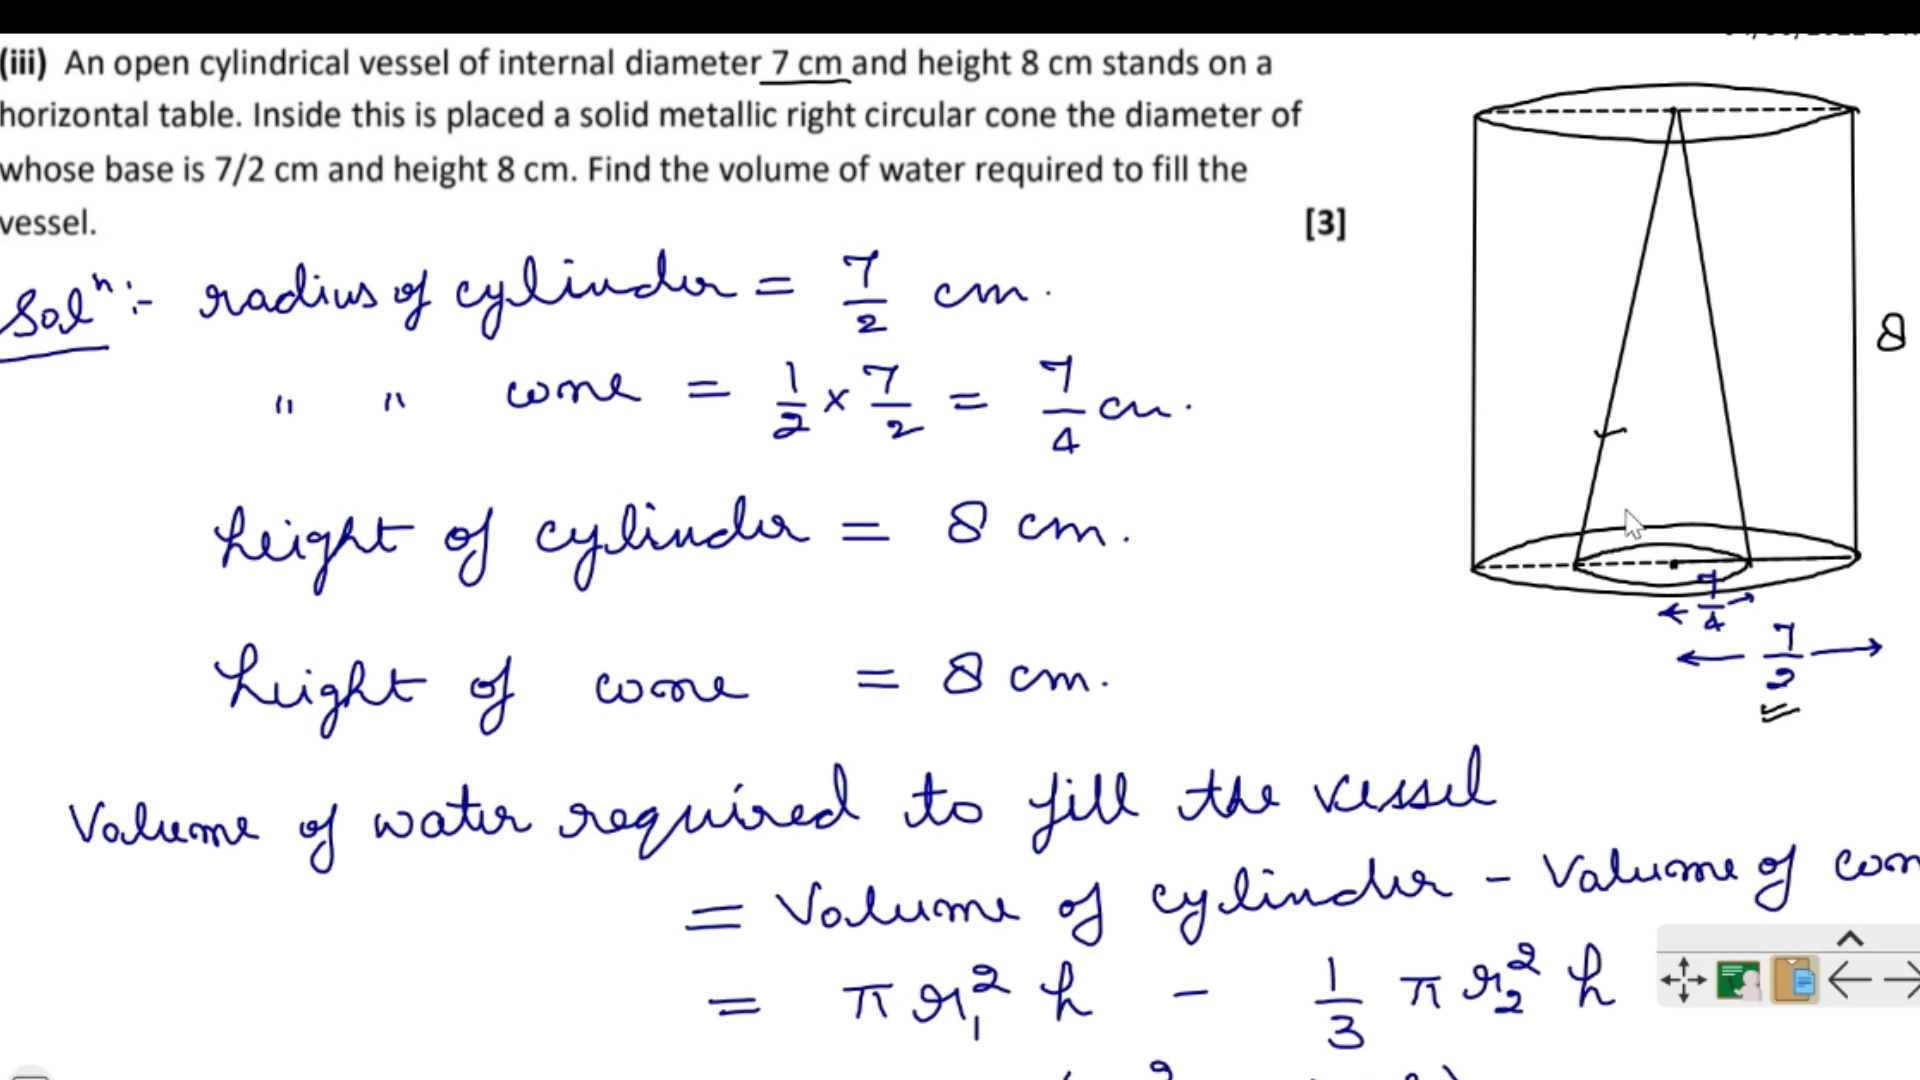 (iii) An open cylindrical vessel of internal diameter 7 cm and height 8 cm stands on a
horizontal table. Inside this is placed a solid metallic right circular cone the diameter of
whose base is 7/2 cm and height 8 cm. Find the volume of water required to fill the
vessel. [3]
Solⁿ:- radius of cylinder = 7/2 cm.
" " cone = 1/2 × 7/2 = 7/4 cm.
height of cylinder = 8 cm.
height of cone = 8 cm.
Volume of water required to fill the vessel
= Volume of cylinder - Volume of con
= π r₁² h - 1/3 π r₂² h
8
7/4
7/2